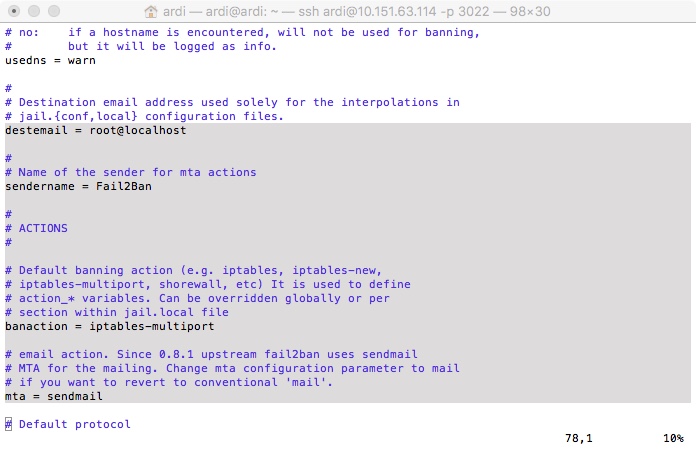 ardi — ardi@ardi: ~ — ssh ardi@10.151.63.114 -p 3022 — 98×30
# no:    if a hostname is encountered, will not be used for banning,
#        but it will be logged as info.
usedns = warn
#
# Destination email address used solely for the interpolations in
# jail.{conf,local} configuration files.
destemail = root@localhost
#
# Name of the sender for mta actions
sendername = Fail2Ban
#
# ACTIONS
#
# Default banning action (e.g. iptables, iptables-new,
# iptables-multiport, shorewall, etc) It is used to define
# action_* variables. Can be overridden globally or per
# section within jail.local file
banaction = iptables-multiport
# email action. Since 0.8.1 upstream fail2ban uses sendmail
# MTA for the mailing. Change mta configuration parameter to mail
# if you want to revert to conventional 'mail'.
mta = sendmail
# Default protocol
78,1    10%